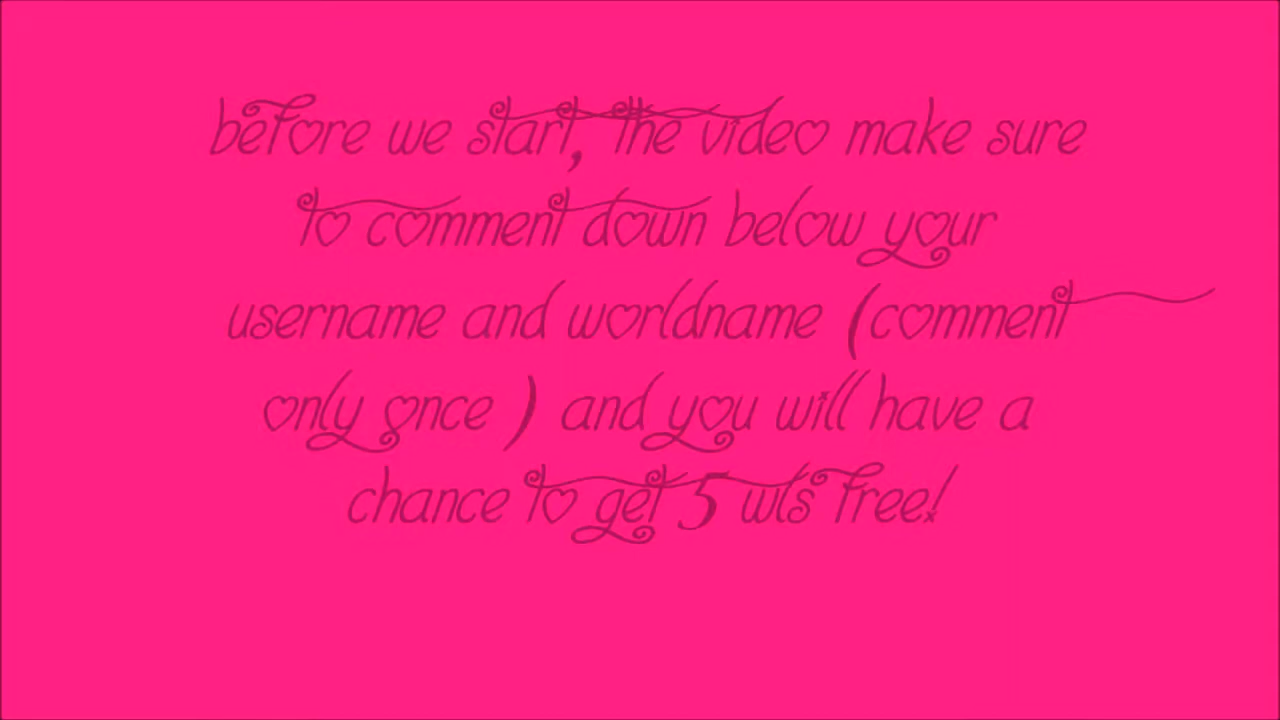 before we start, the video make sure
to comment down below your
username and worldname (comment
only once ) and you will have a
chance to get 5 wls free!